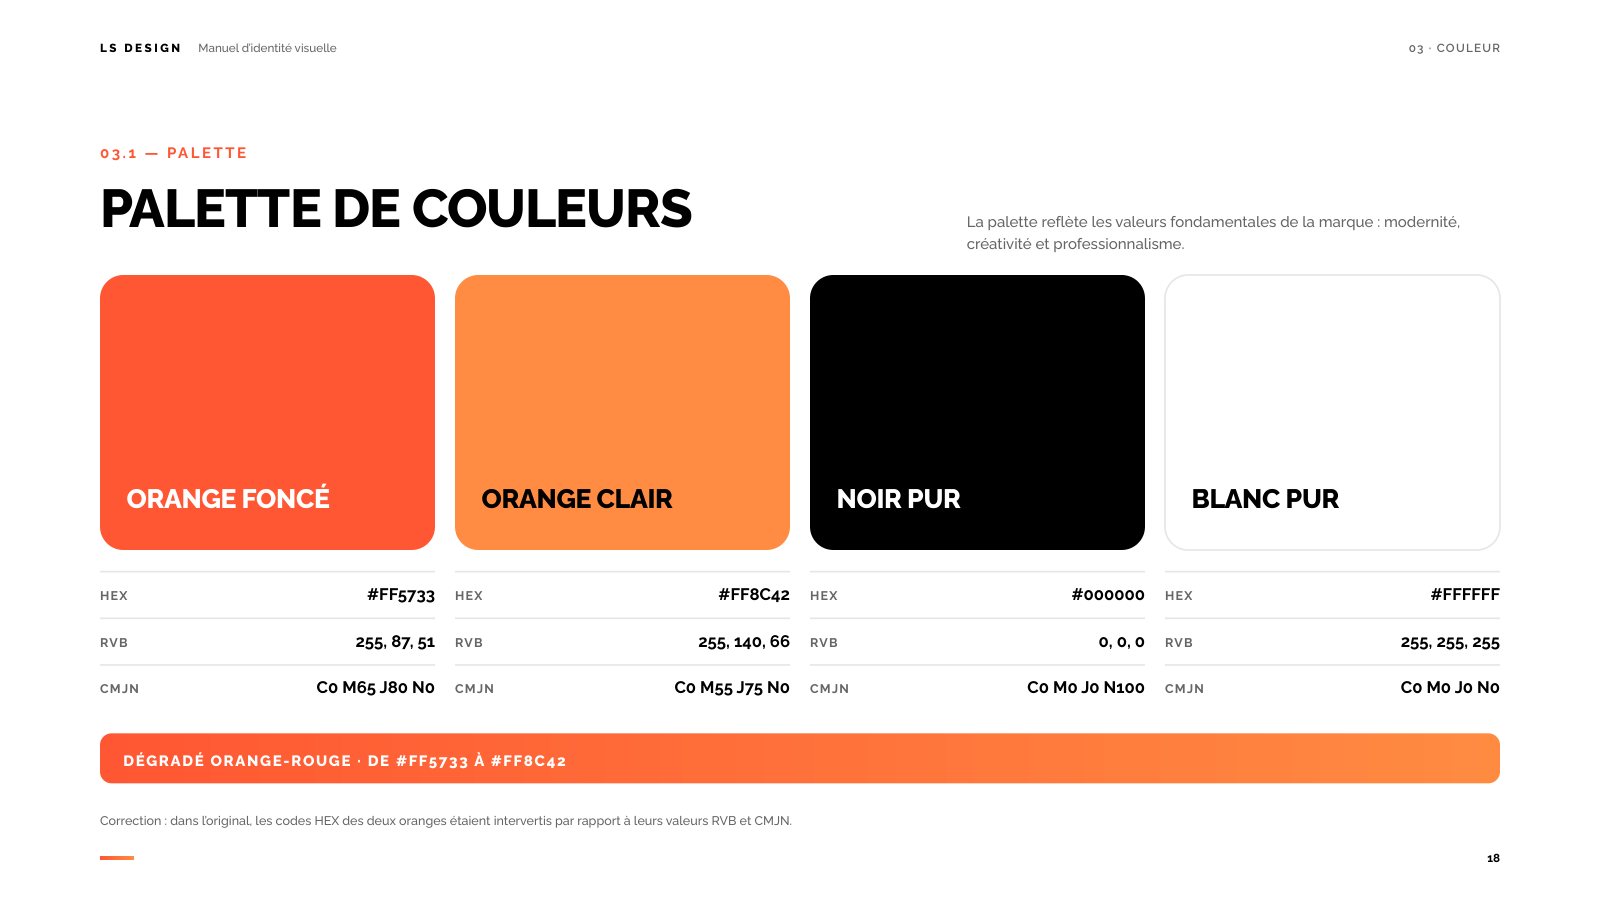 LS DESIGN Manuel d'identité visuelle
03 · COULEUR
03.1 — PALETTE
PALETTE DE COULEURS
La palette reflète les valeurs fondamentales de la marque : modernité,
créativité et professionnalisme.
ORANGE FONCÉ
ORANGE CLAIR
NOIR PUR
BLANC PUR
HEX #FF5733 HEX #FF8C42 HEX #000000 HEX #FFFFFF
RVB 255, 87, 51 RVB 255, 140, 66 RVB 0, 0, 0 RVB 255, 255, 255
CMJN C0 M65 J80 N0 CMJN C0 M55 J75 N0 CMJN C0 M0 J0 N100 CMJN C0 M0 J0 N0
DÉGRADÉ ORANGE-ROUGE · DE #FF5733 À #FF8C42
Correction : dans l'original, les codes HEX des deux oranges étaient intervertis par rapport à leurs valeurs RVB et CMJN.
18